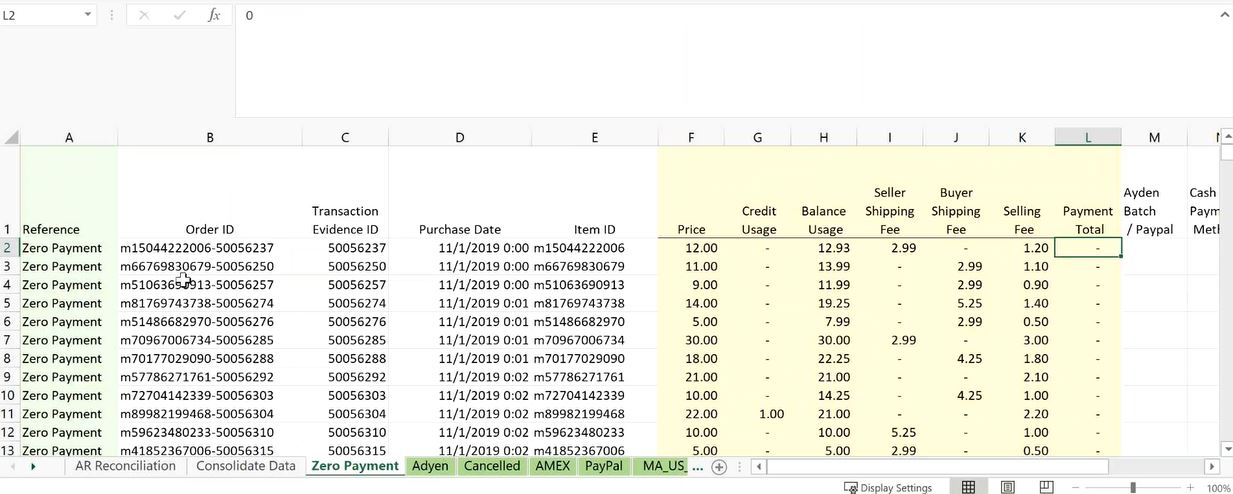 L2 fx 0
A B C D E F G H I J K L M
Seller Buyer Ayden Cash
Transaction Credit Balance Shipping Shipping Selling Payment Batch
1 Reference Order ID Evidence ID Purchase Date Item ID Price Usage Usage Fee Fee Fee Total / Paypal
2 Zero Payment m15044222006-50056237 50056237 11/1/2019 0:00 m15044222006 12.00 - 12.93 2.99 - 1.20 -
3 Zero Payment m66769830679-50056250 50056250 11/1/2019 0:00 m66769830679 11.00 - 13.99 - 2.99 1.10 -
4 Zero Payment m51063690913-50056257 50056257 11/1/2019 0:00 m51063690913 9.00 - 11.99 - 2.99 0.90 -
5 Zero Payment m81769743738-50056274 50056274 11/1/2019 0:01 m81769743738 14.00 - 19.25 - 5.25 1.40 -
6 Zero Payment m51486682970-50056276 50056276 11/1/2019 0:01 m51486682970 5.00 - 7.99 - 2.99 0.50 -
7 Zero Payment m70967006734-50056285 50056285 11/1/2019 0:01 m70967006734 30.00 - 30.00 2.99 - 3.00 -
8 Zero Payment m70177029090-50056288 50056288 11/1/2019 0:01 m70177029090 18.00 - 22.25 - 4.25 1.80 -
9 Zero Payment m57786271761-50056292 50056292 11/1/2019 0:02 m57786271761 21.00 - 21.00 - - 2.10 -
10 Zero Payment m72704142339-50056303 50056303 11/1/2019 0:02 m72704142339 10.00 - 14.25 - 4.25 1.00 -
11 Zero Payment m89982199468-50056304 50056304 11/1/2019 0:02 m89982199468 22.00 1.00 21.00 - - 2.20 -
12 Zero Payment m59623480233-50056310 50056310 11/1/2019 0:02 m59623480233 10.00 - 10.00 5.25 - 1.00 -
13 Zero Payment m41852367006-50056315 50056315 11/1/2019 0:02 m41852367006 5.00 - 5.00 2.99 - 0.50 -
AR Reconciliation Consolidate Data Zero Payment Adyen Cancelled AMEX PayPal MA_US_ ...
Display Settings 100%